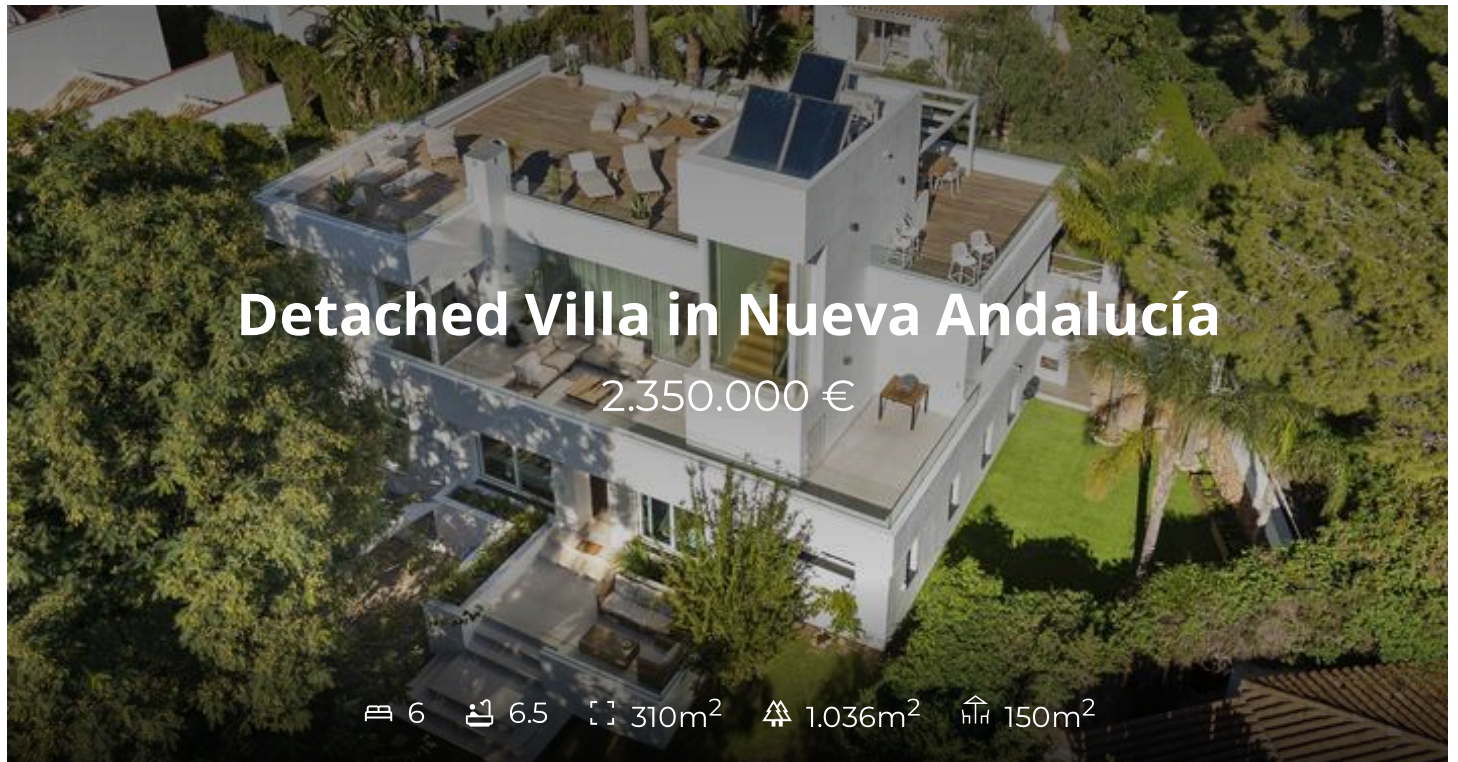 Detached Villa in Nueva Andalucía
2.350.000 €
6 6.5 310m² 1.036m² 150m²